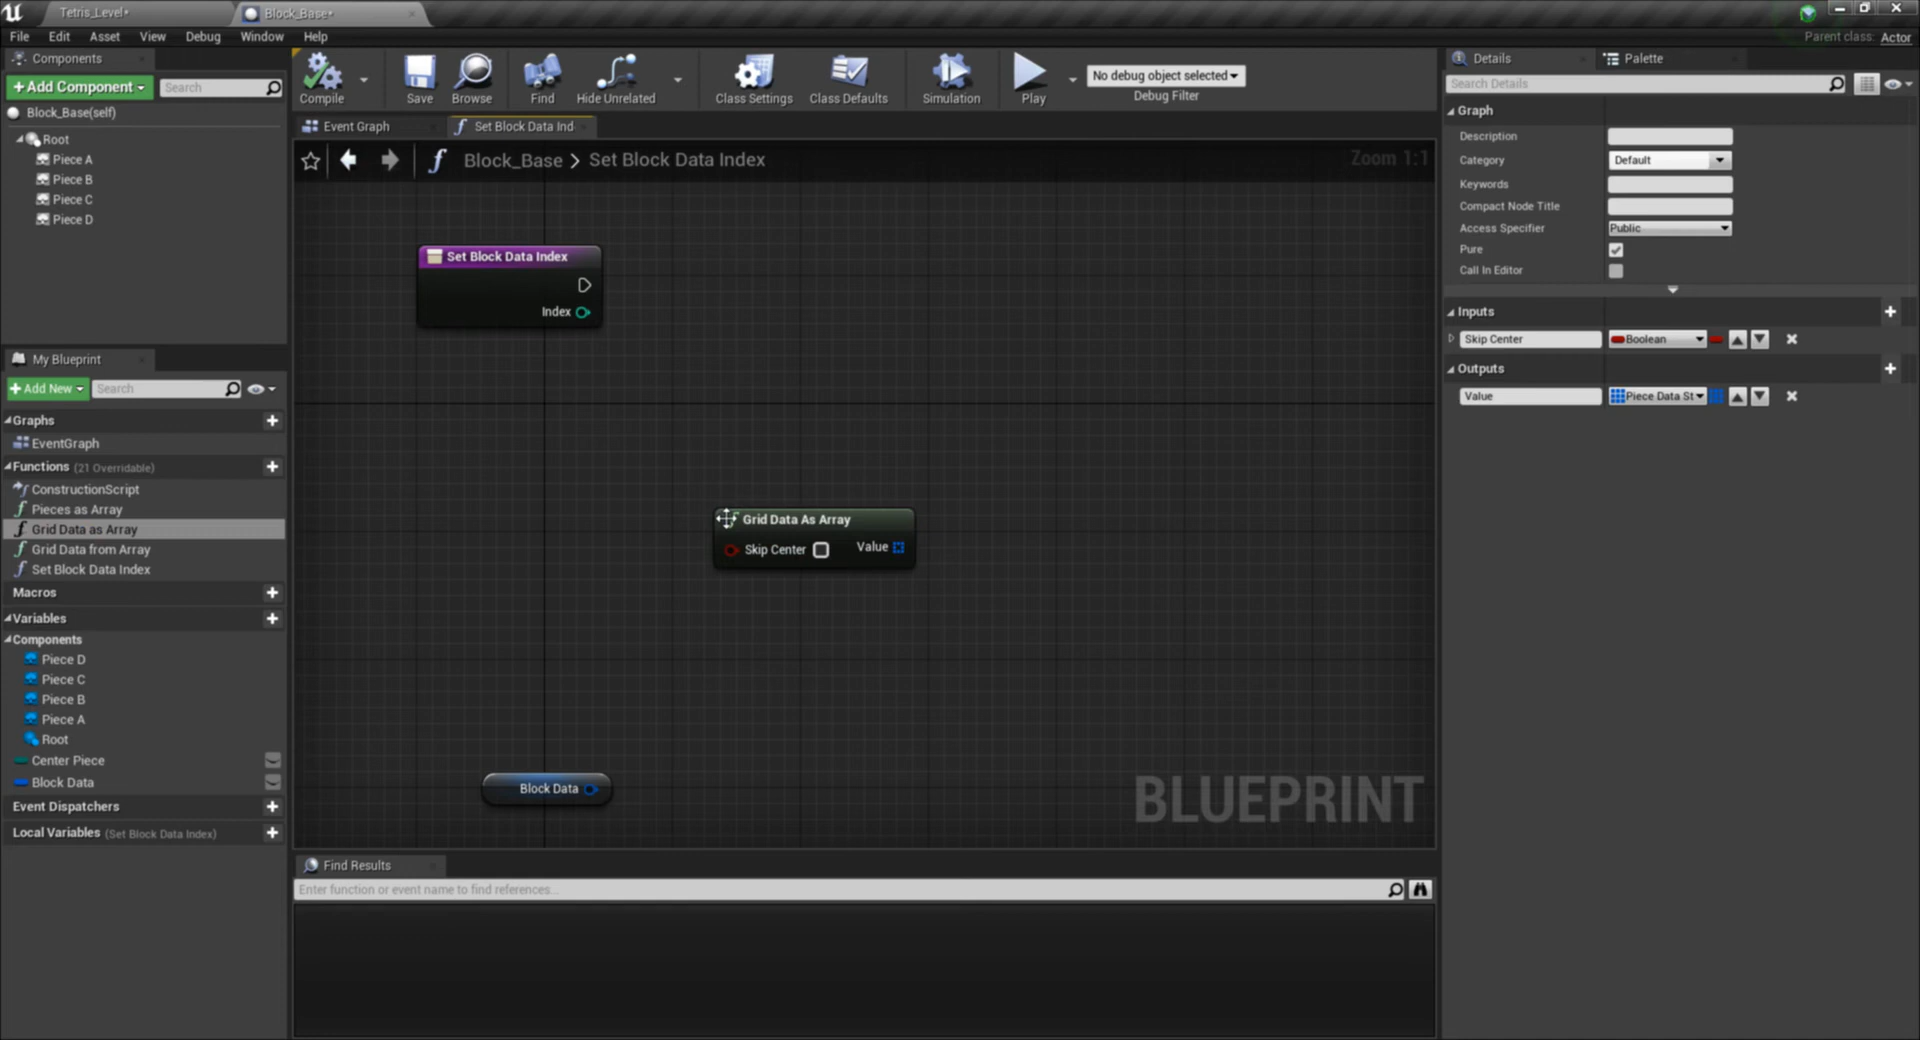 Tetris_Level*
Block_Base*
File Edit Asset View Debug Window Help
Parent class: Actor
Components
+Add Component
Search
Block_Base(self)
Root
Piece A
Piece B
Piece C
Piece D
Compile
Save
Browse
Find
Hide Unrelated
Class Settings
Class Defaults
Simulation
Play
No debug object selected
Debug Filter
Event Graph
Set Block Data Ind
Block_Base > Set Block Data Index
Zoom 1:1
Set Block Data Index
Index
Grid Data As Array
Skip Center
Value
Block Data
BLUEPRINT
My Blueprint
+Add New
Search
Graphs
EventGraph
Functions (21 Overridable)
ConstructionScript
Pieces as Array
Grid Data as Array
Grid Data from Array
Set Block Data Index
Macros
Variables
Components
Piece D
Piece C
Piece B
Piece A
Root
Center Piece
Block Data
Event Dispatchers
Local Variables (Set Block Data Index)
Find Results
Enter function or event name to find references...
Details
Palette
Search Details
Graph
Description
Category Default
Keywords
Compact Node Title
Access Specifier Public
Pure
Call In Editor
Inputs
Skip Center Boolean
Outputs
Value Piece Data St